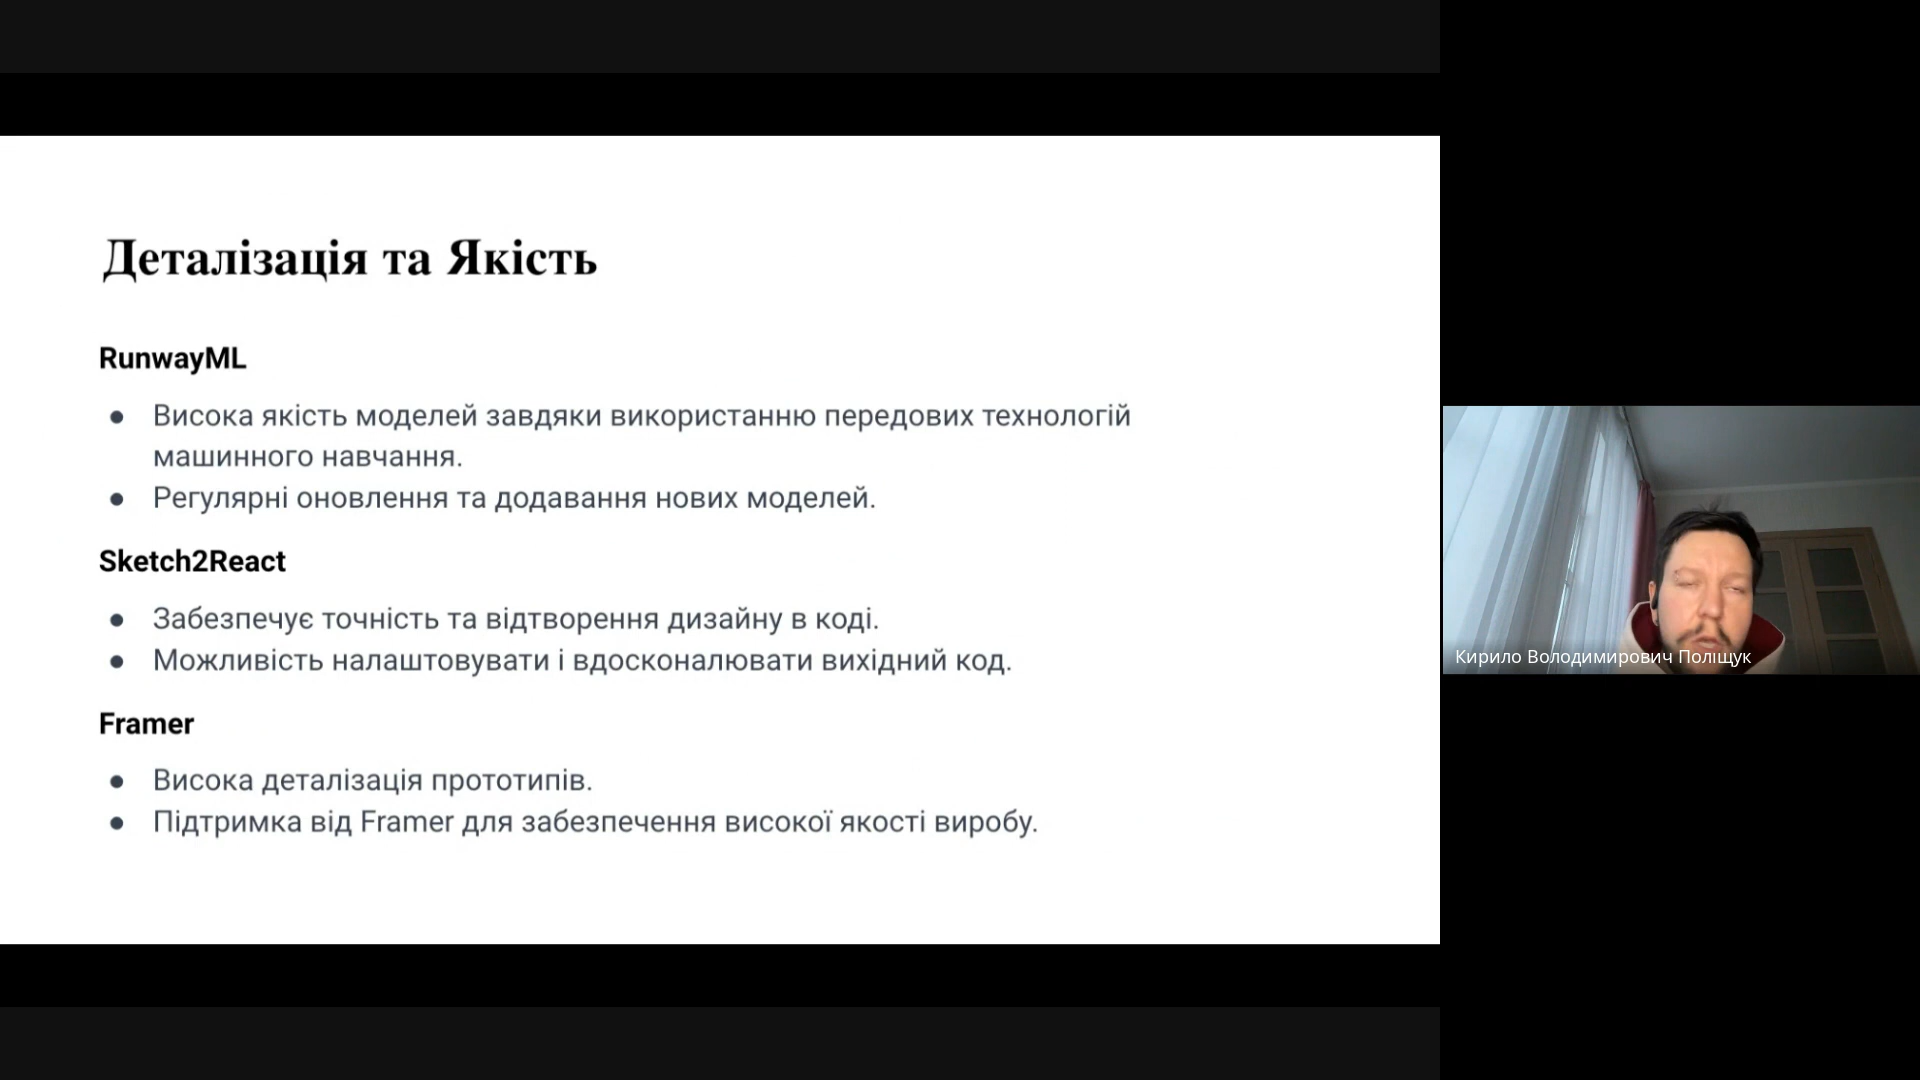 Деталізація та Якість
RunwayML
● Висока якість моделей завдяки використанню передових технологій
машинного навчання.
● Регулярні оновлення та додавання нових моделей.
Sketch2React
● Забезпечує точність та відтворення дизайну в коді.
● Можливість налаштовувати і вдосконалювати вихідний код.
Framer
● Висока деталізація прототипів.
● Підтримка від Framer для забезпечення високої якості виробу.
Кирило Володимирович Поліщук